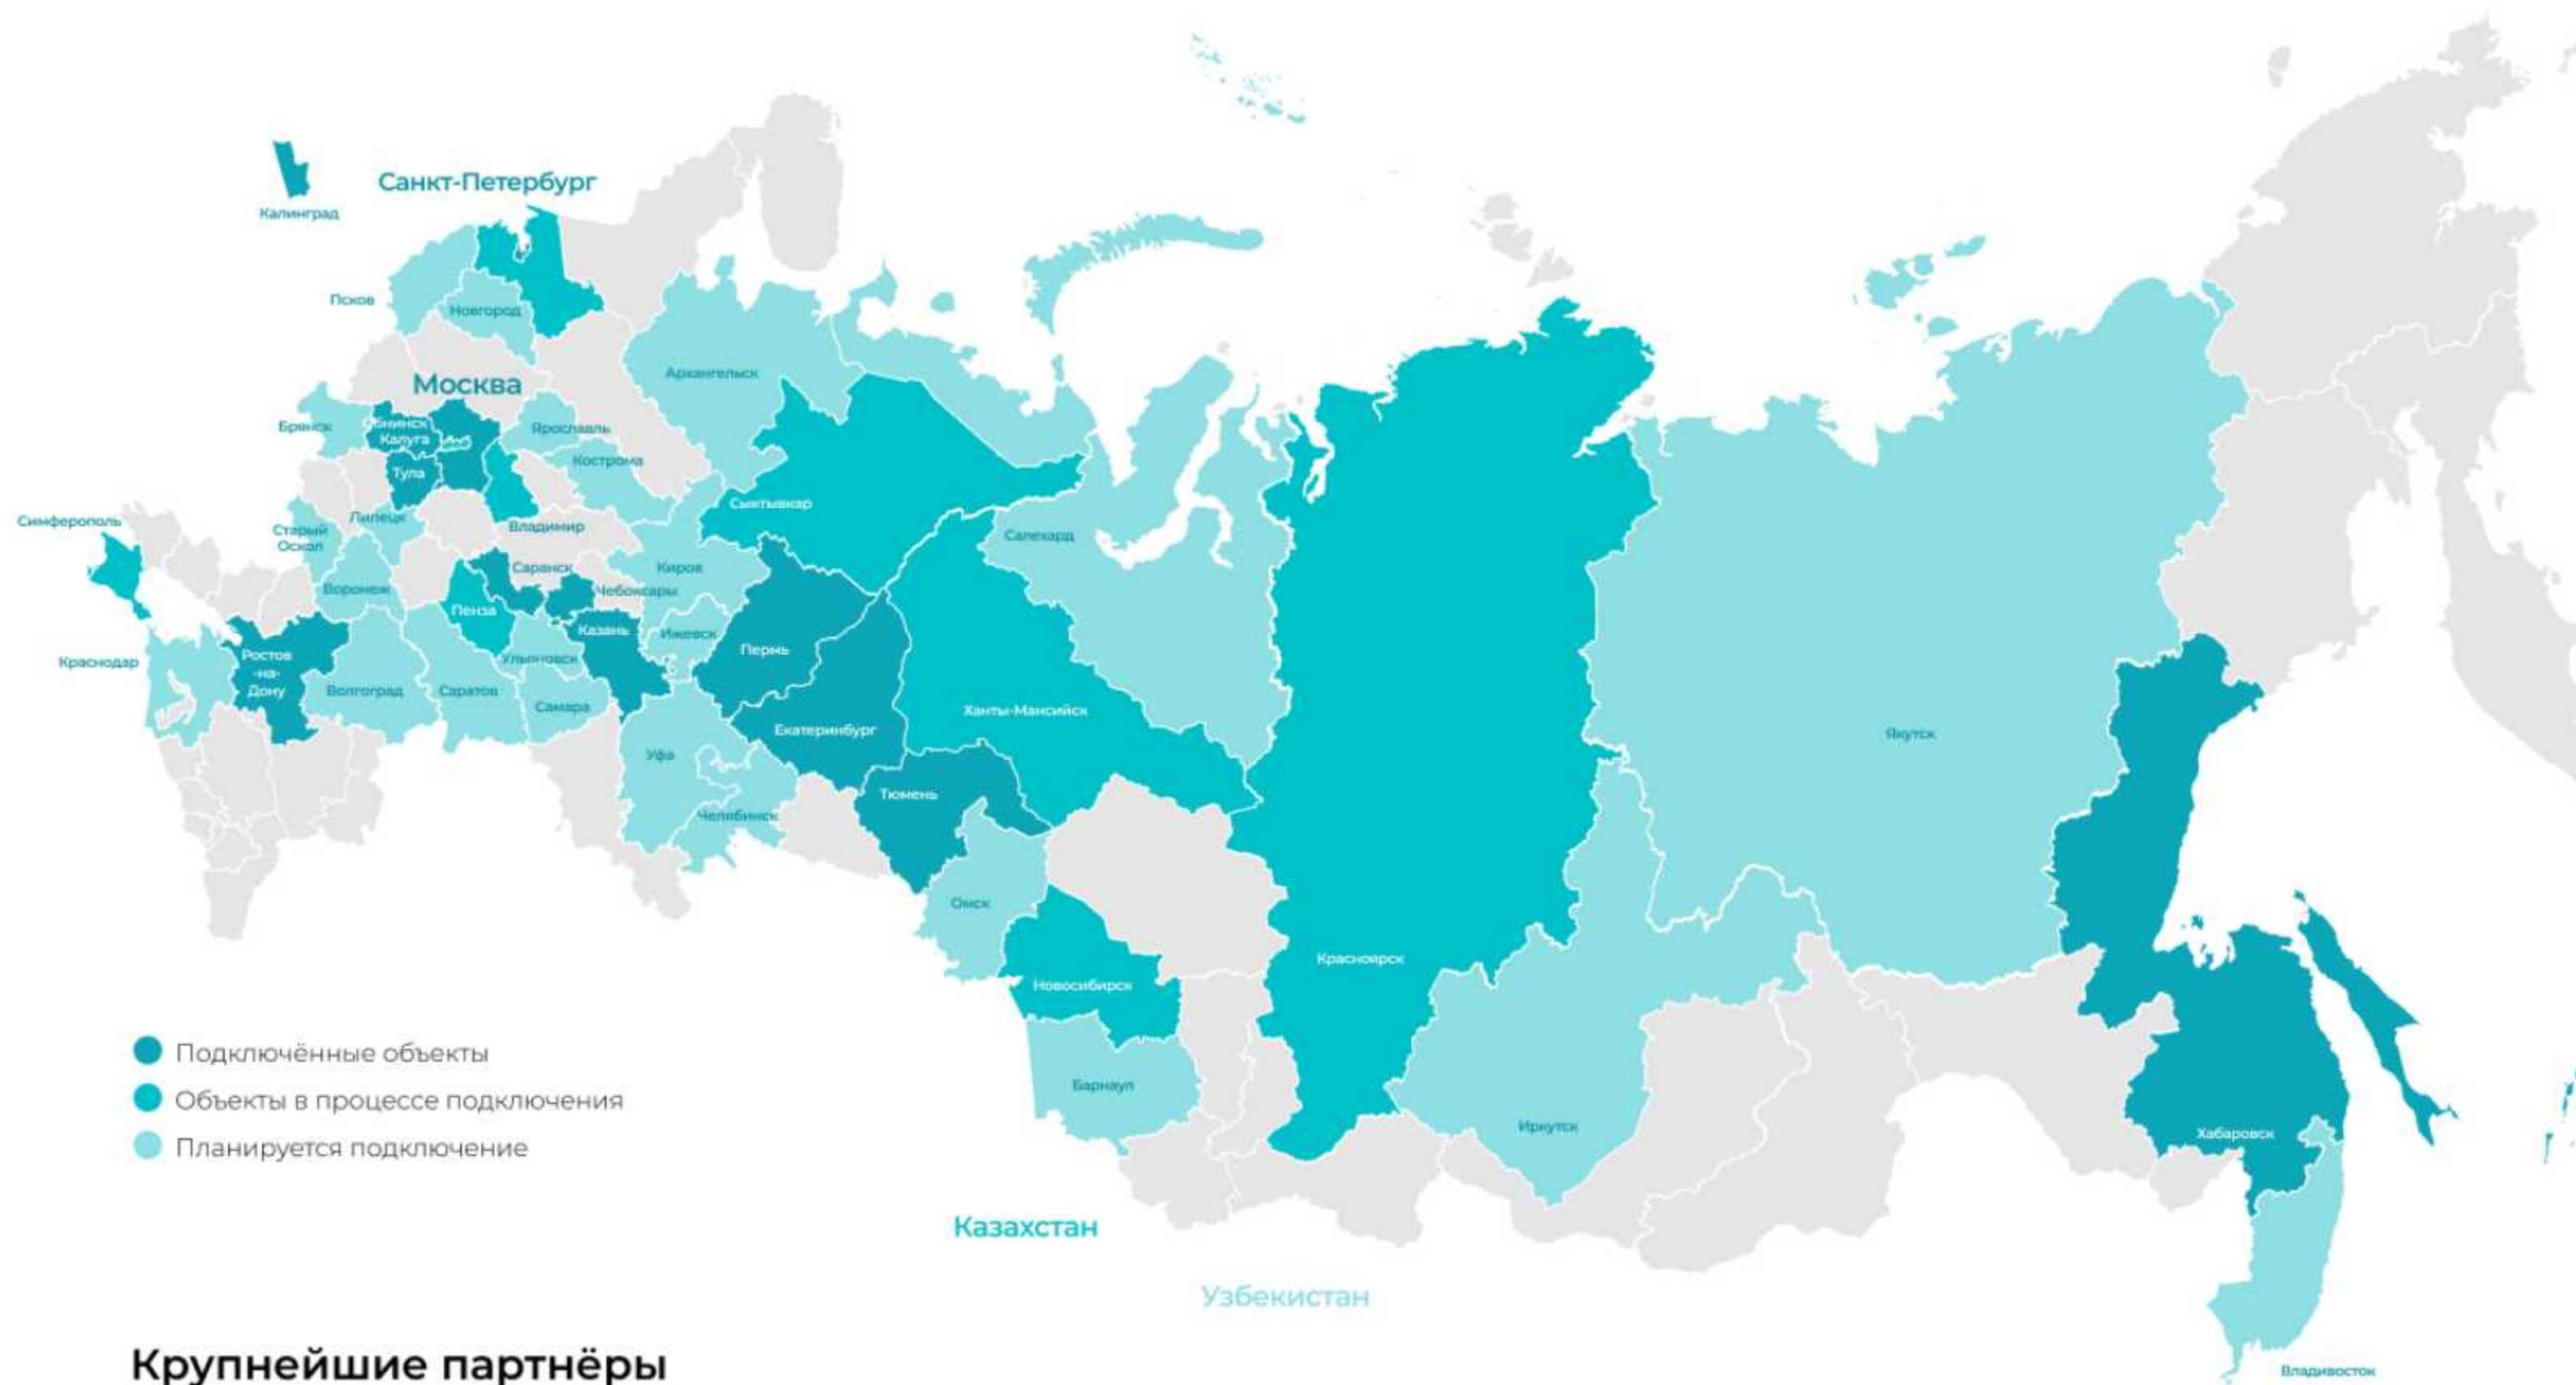 Санкт-Петербург
Калининград
Псков
Новгород
Москва
Архангельск
Брянск
Обнинск
Калуга
Ярославль
Тула
Кострома
Сыктывкар
Симферополь
Старый
Оскол
Липецк
Владимир
Салехард
Саранск
Киров
Воронеж
Чебоксары
Пенза
Казань
Ижевск
Пермь
Краснодар
Ростов
-на-
Дону
Ульяновск
Волгоград
Саратов
Самара
Екатеринбург
Ханты-Мансийск
Якутск
Уфа
Тюмень
Челябинск
Омск
Красноярск
Новосибирск
Барнаул
Иркутск
Хабаровск
Владивосток
Подключённые объекты
Объекты в процессе подключения
Планируется подключение
Казахстан
Узбекистан
Крупнейшие партнёры